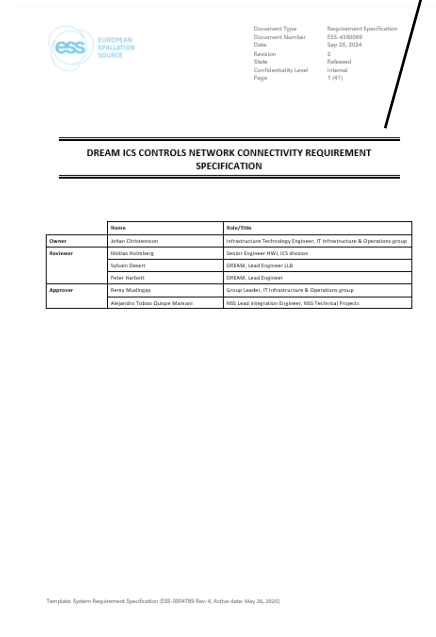 ess
EUROPEAN
SPALLATION
SOURCE
Document Type Requirement Specification
Document Number ESS-4390089
Date Sep 26, 2024
Revision 2
State Released
Confidentiality Level Internal
Page 1 (41)
DREAM ICS CONTROLS NETWORK CONNECTIVITY REQUIREMENT
SPECIFICATION
Name Role/Title
Owner Johan Christensson Infrastructure Technology Engineer, IT Infrastructure & Operations group
Reviewer Nicklas Holmberg Senior Engineer HWI, ICS division
Sylvain Desert DREAM, Lead Engineer LLB
Peter Harbott DREAM, Lead Engineer
Approver Remy Mudingay Group Leader, IT Infrastructure & Operations group
Alejandro Tobias Quispe Mamani NSS Lead Integration Engineer, NSS Technical Projects
Template: System Requirement Specification (ESS-0004789 Rev: 4, Active date: May 26, 2020)